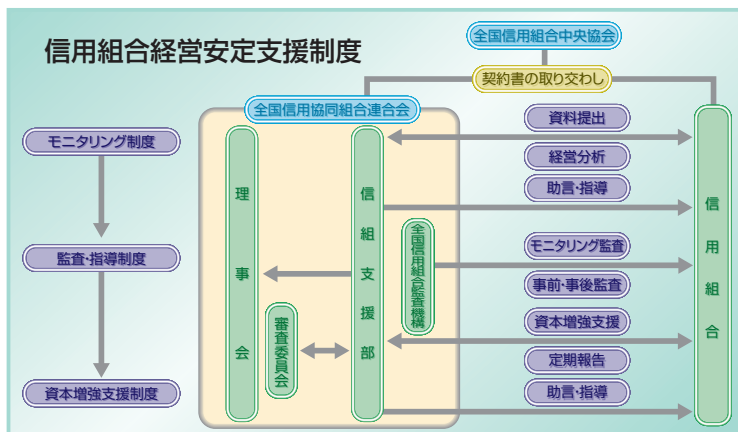 信用組合経営安定支援制度
全国信用組合中央協会
契約書の取り交わし
全国信用協同組合連合会
モニタリング制度
監査・指導制度
資本増強支援制度
理事会
審査委員会
信組支援部
全国信用組合監査機構
資料提出
経営分析
助言・指導
モニタリング監査
事前・事後監査
資本増強支援
定期報告
助言・指導
信用組合